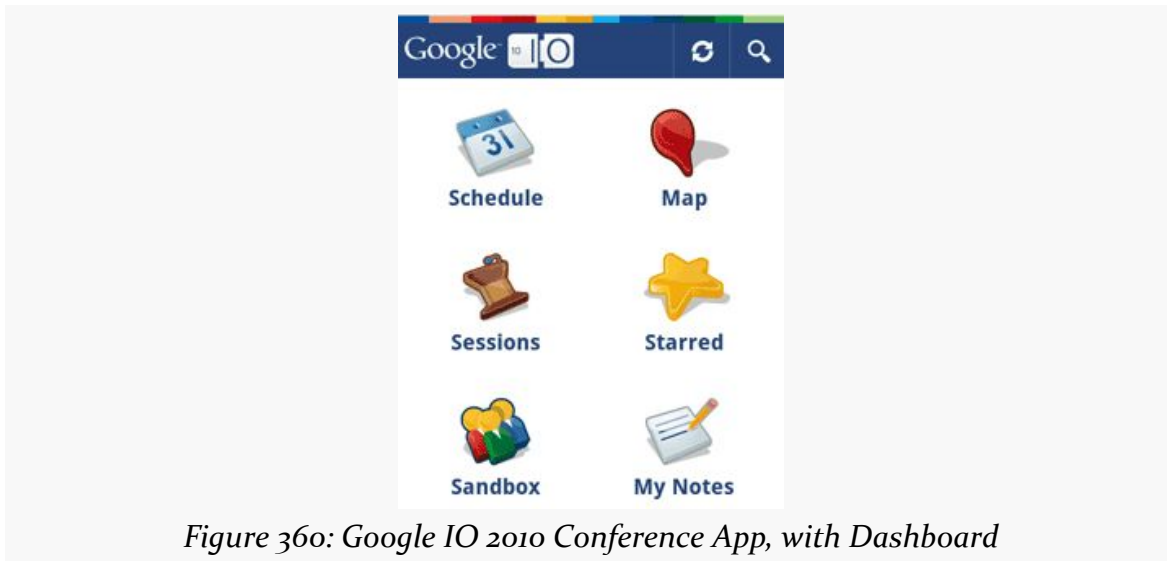 Google 10 IO
31
Schedule Map
Sessions Starred
Sandbox My Notes
Figure 360: Google IO 2010 Conference App, with Dashboard